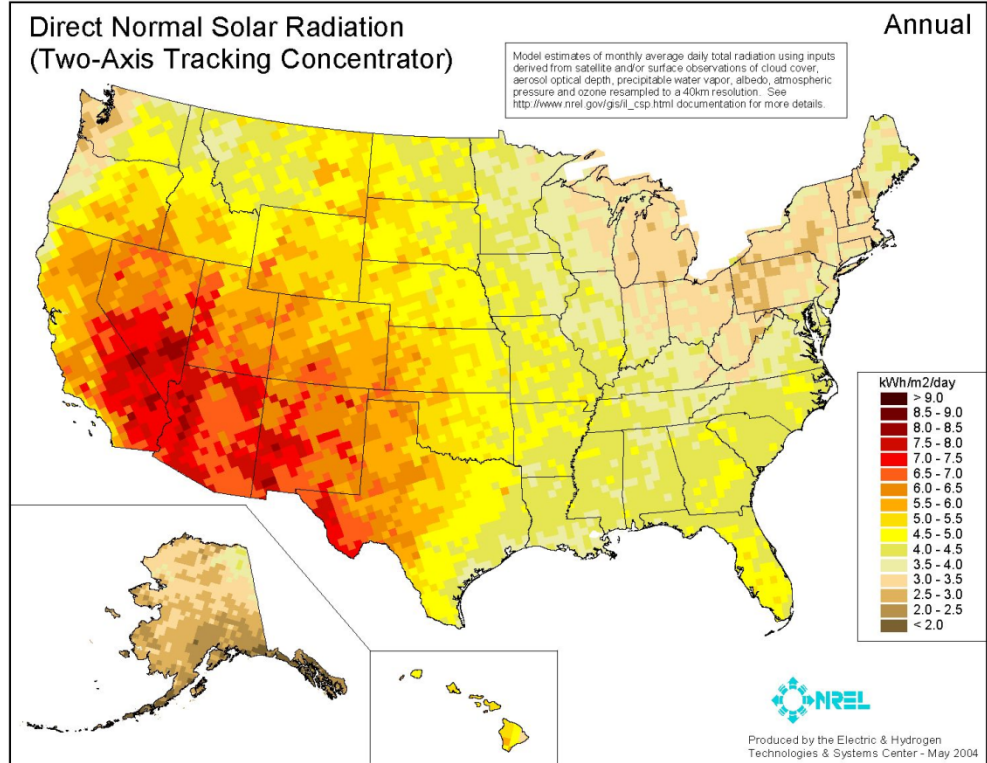 Direct Normal Solar Radiation
(Two-Axis Tracking Concentrator)
Annual
Model estimates of monthly average daily total radiation using inputs
derived from satellite and/or surface observations of cloud cover,
aerosol optical depth, precipitable water vapor, albedo, atmospheric
pressure and ozone resampled to a 40km resolution. See
http://www.nrel.gov/gis/il_csp.html documentation for more details.
kWh/m2/day
> 9.0
8.5 - 9.0
8.0 - 8.5
7.5 - 8.0
7.0 - 7.5
6.5 - 7.0
6.0 - 6.5
5.5 - 6.0
5.0 - 5.5
4.5 - 5.0
4.0 - 4.5
3.5 - 4.0
3.0 - 3.5
2.5 - 3.0
2.0 - 2.5
< 2.0
NREL
Produced by the Electric & Hydrogen
Technologies & Systems Center - May 2004